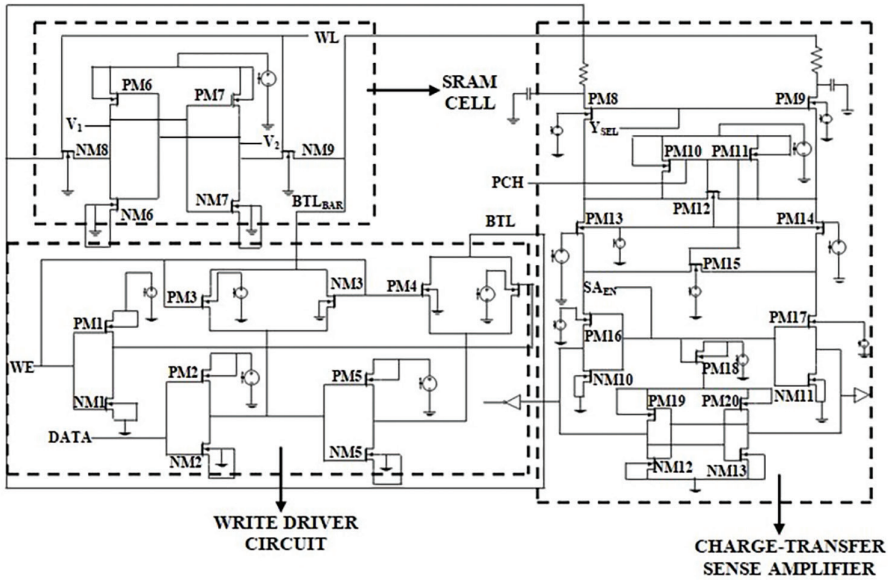 WL
PM6
PM7
SRAM
CELL
V1
V2
NM8
NM9
NM6
NM7
BTLBAR
BTL
PM8
PM9
YSEL
PM10
PM11
PCH
PM12
PM13
PM14
PM15
SAEN
PM16
PM17
PM18
NM10
NM11
PM19
PM20
NM12
NM13
PM3
NM3
PM4
PM1
WE
PM2
PM5
NM1
DATA
NM2
NM5
WRITE DRIVER
CIRCUIT
CHARGE-TRANSFER
SENSE AMPLIFIER